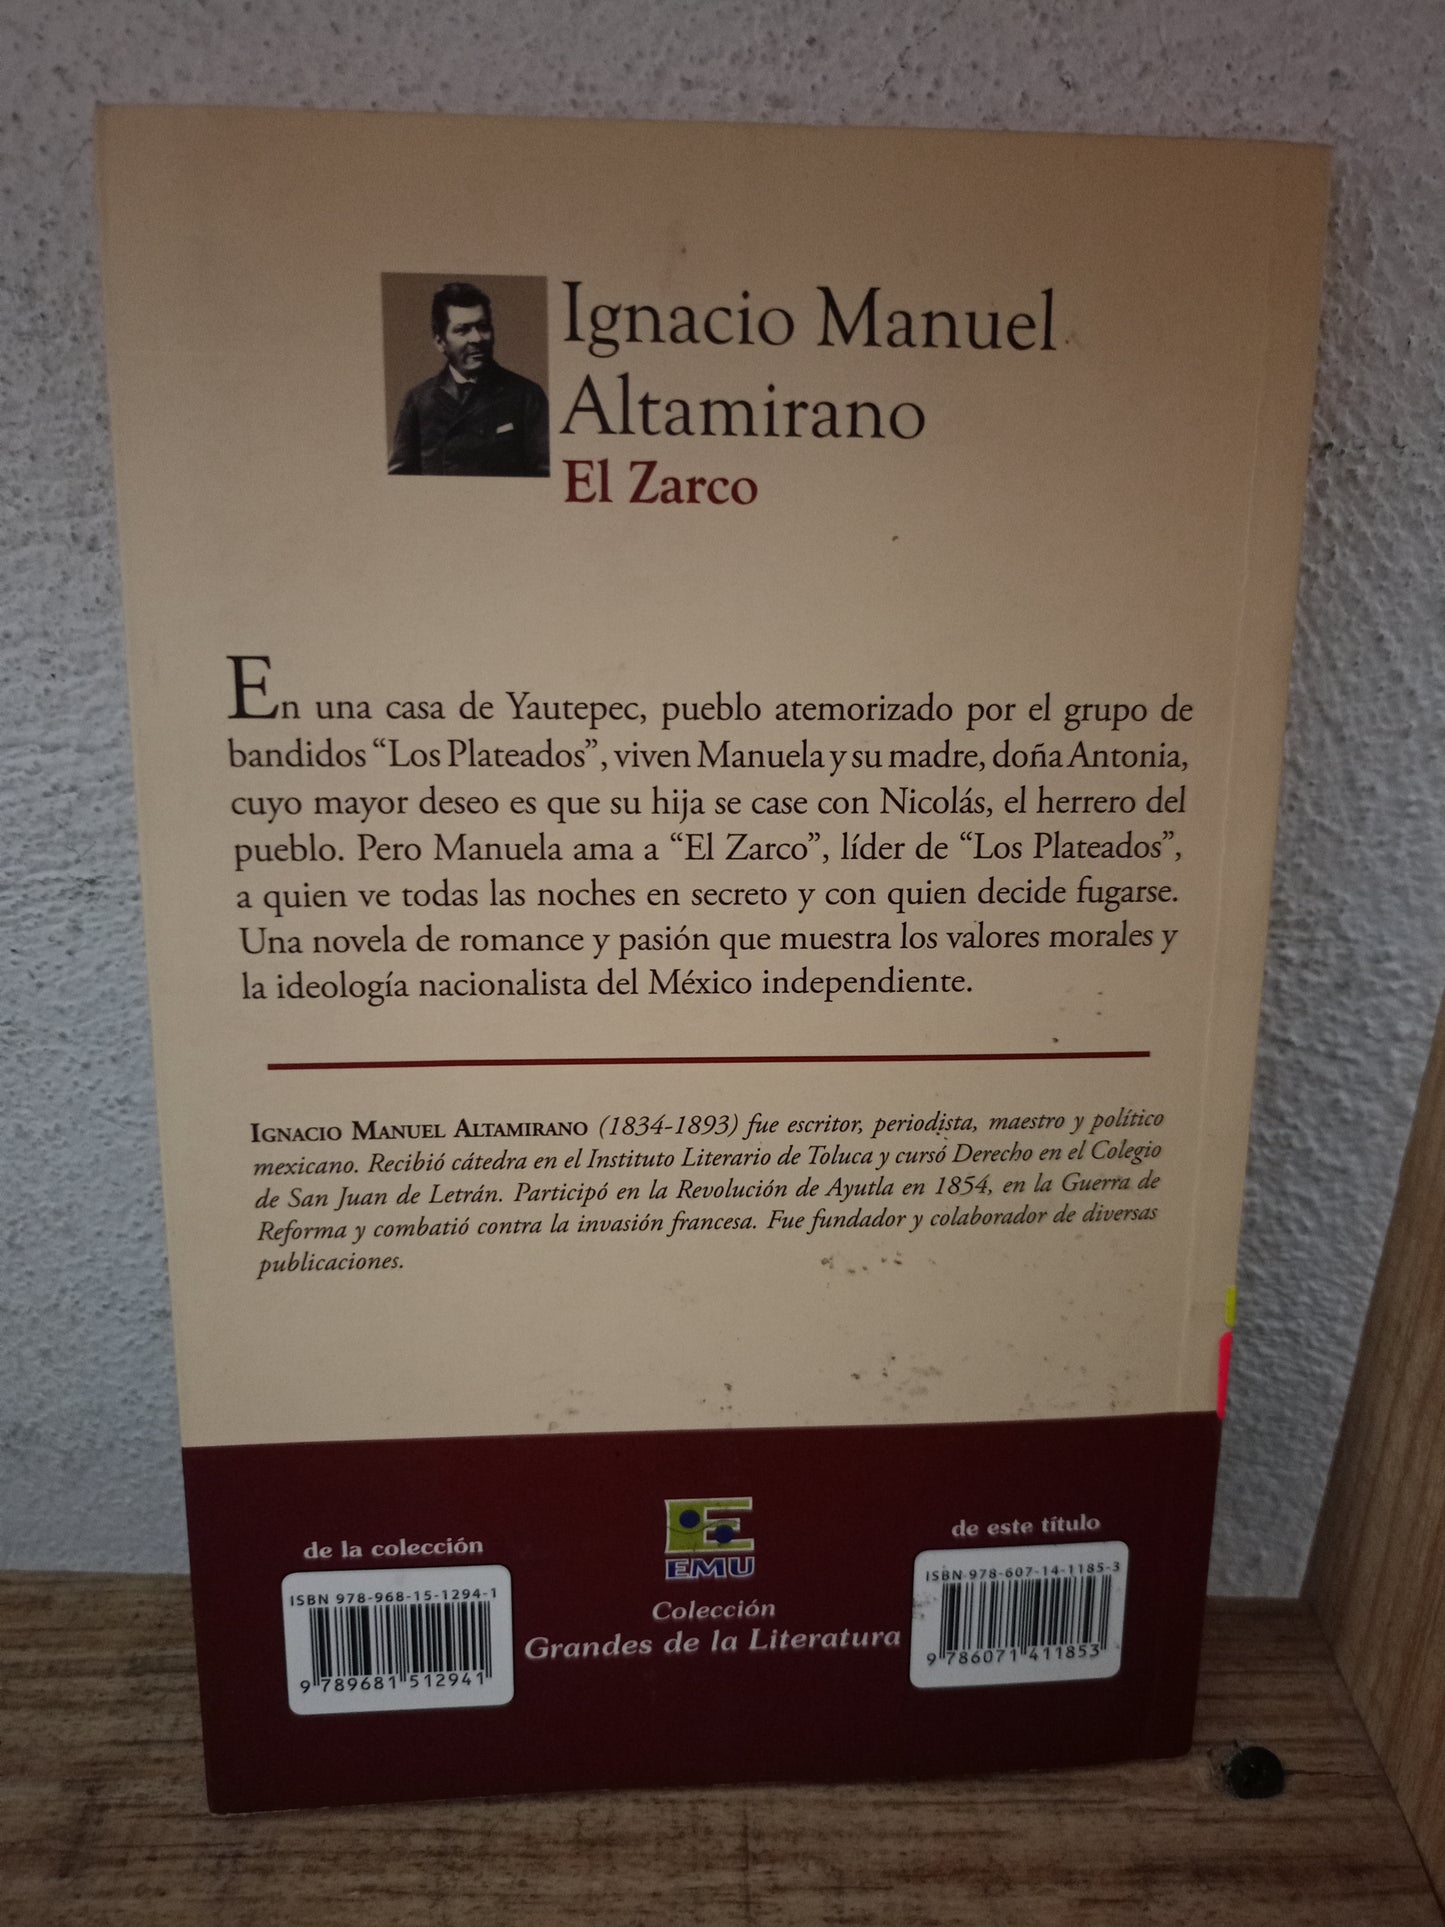 Ignacio Manuel
Altamirano
El Zarco
En una casa de Yautepec, pueblo atemorizado por el grupo de
bandidos “Los Plateados”, viven Manuela y su madre, doña Antonia,
cuyo mayor deseo es que su hija se case con Nicolás, el herrero del
pueblo. Pero Manuela ama a “El Zarco”, líder de “Los Plateados”,
a quien ve todas las noches en secreto y con quien decide fugarse.
Una novela de romance y pasión que muestra los valores morales y
la ideología nacionalista del México independiente.
IGNACIO MANUEL ALTAMIRANO (1834-1893) fue escritor, periodista, maestro y político
mexicano. Recibió cátedra en el Instituto Literario de Toluca y cursó Derecho en el Colegio
de San Juan de Letrán. Participó en la Revolución de Ayutla en 1854, en la Guerra de
Reforma y combatió contra la invasión francesa. Fue fundador y colaborador de diversas
publicaciones.
de la colección
ISBN 978-968-15-1294-1
9 789681 512941
EMU
Colección
Grandes de la Literatura
de este título
ISBN 978-607-14-1185-3
9 786071 411853